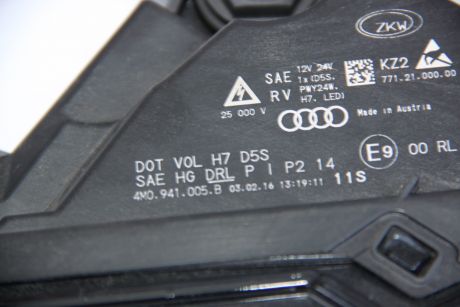 ZKW
SAE 12V 24V KZ2
1x (D5S, 771.21.000.00
RV PWY24W,
H7, LED)
25 000 V Made in Austria
DOT VOL H7 D5S E9 00 RL
SAE HG DRL P I P2 14
4M0.941.005.B 03.02.16 13:19:11 11S